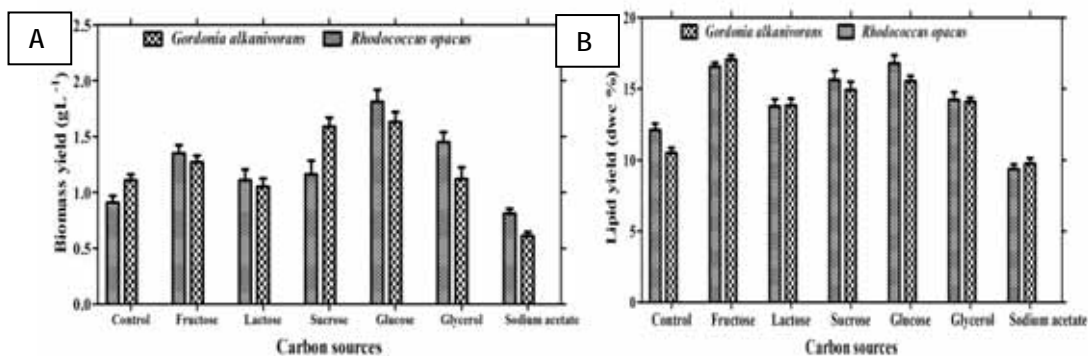 A
2.5
2.0
1.5
1.0
0.5
0.0
Biomass yield (gL⁻¹)
Gordonia alkanivorans
Rhodococcus opacus
Control Fructose Lactose Sucrose Glucose Glycerol Sodium acetate
Carbon sources
B
20
15
10
5
0
Lipid yield (dwc %)
Gordonia alkanivorans
Rhodococcus opacus
Control Fructose Lactose Sucrose Glucose Glycerol Sodium acetate
Carbon sources